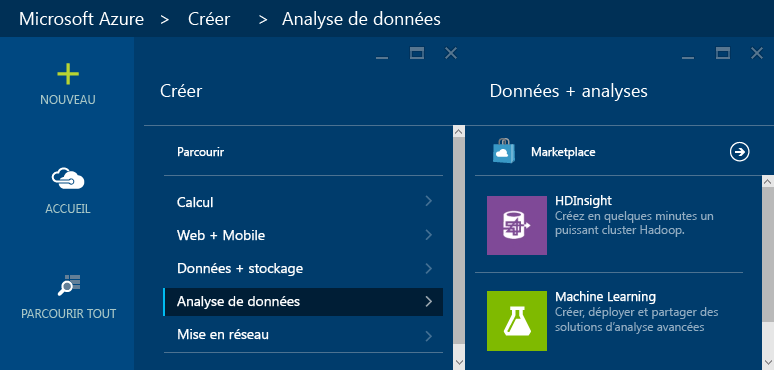 Microsoft Azure > Créer > Analyse de données
NOUVEAU
ACCUEIL
PARCOURIR TOUT
Créer
Parcourir
Calcul
Web + Mobile
Données + stockage
Analyse de données
Mise en réseau
Données + analyses
Marketplace
HDInsight
Créez en quelques minutes un
puissant cluster Hadoop.
Machine Learning
Créer, déployer et partager des
solutions d'analyse avancées